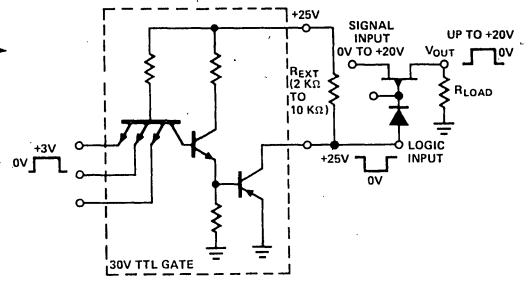 +25V
SIGNAL
INPUT
0V TO +20V
UP TO +20V
0V
VOUT
REXT
(2 KΩ
TO
10 KΩ)
RLOAD
+3V
0V
+25V
0V
LOGIC
INPUT
30V TTL GATE